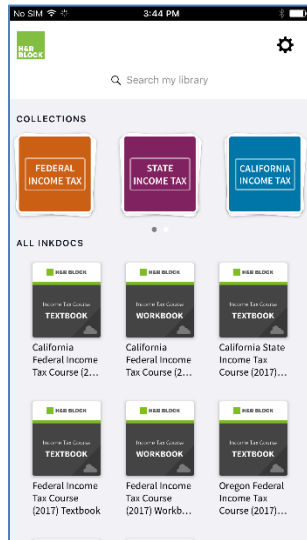 No SIM 3:44 PM
H&R
BLOCK
Search my library
COLLECTIONS
FEDERAL
INCOME TAX
STATE
INCOME TAX
CALIFORNIA
INCOME TAX
ALL INKDOCS
H&R BLOCK
Income Tax Course
TEXTBOOK
H&R BLOCK
Income Tax Course
WORKBOOK
H&R BLOCK
Income Tax Course
TEXTBOOK
California
Federal Income
Tax Course (2...
California
Federal Income
Tax Course (2...
California State
Income Tax
Course (2017)...
H&R BLOCK
Income Tax Course
TEXTBOOK
H&R BLOCK
Income Tax Course
WORKBOOK
H&R BLOCK
Income Tax Course
TEXTBOOK
Federal Income
Tax Course
(2017) Textbook
Federal Income
Tax Course
(2017) Workb...
Oregon Federal
Income Tax
Course (2017)...